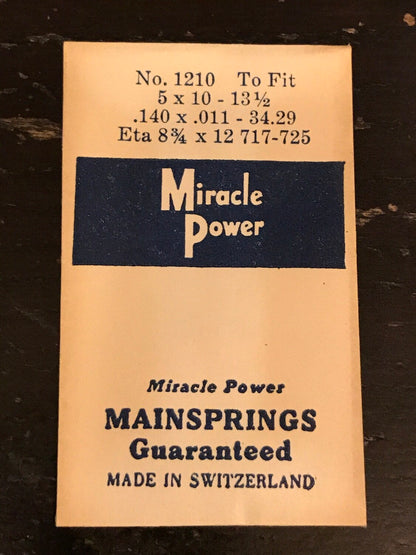 No. 1210 To Fit
5 x 10 - 13½
.140 x .011 - 34.29
Eta 8¾ x 12 717-725
Miracle
Power
Miracle Power
MAINSPRINGS
Guaranteed
MADE IN SWITZERLAND